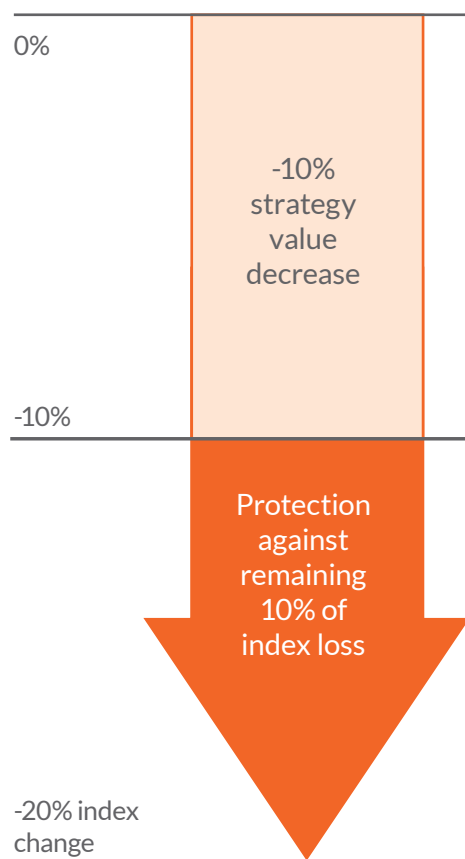 0%
-10%
strategy
value
decrease
-10%
Protection
against
remaining
10% of
index loss
-20% index
change